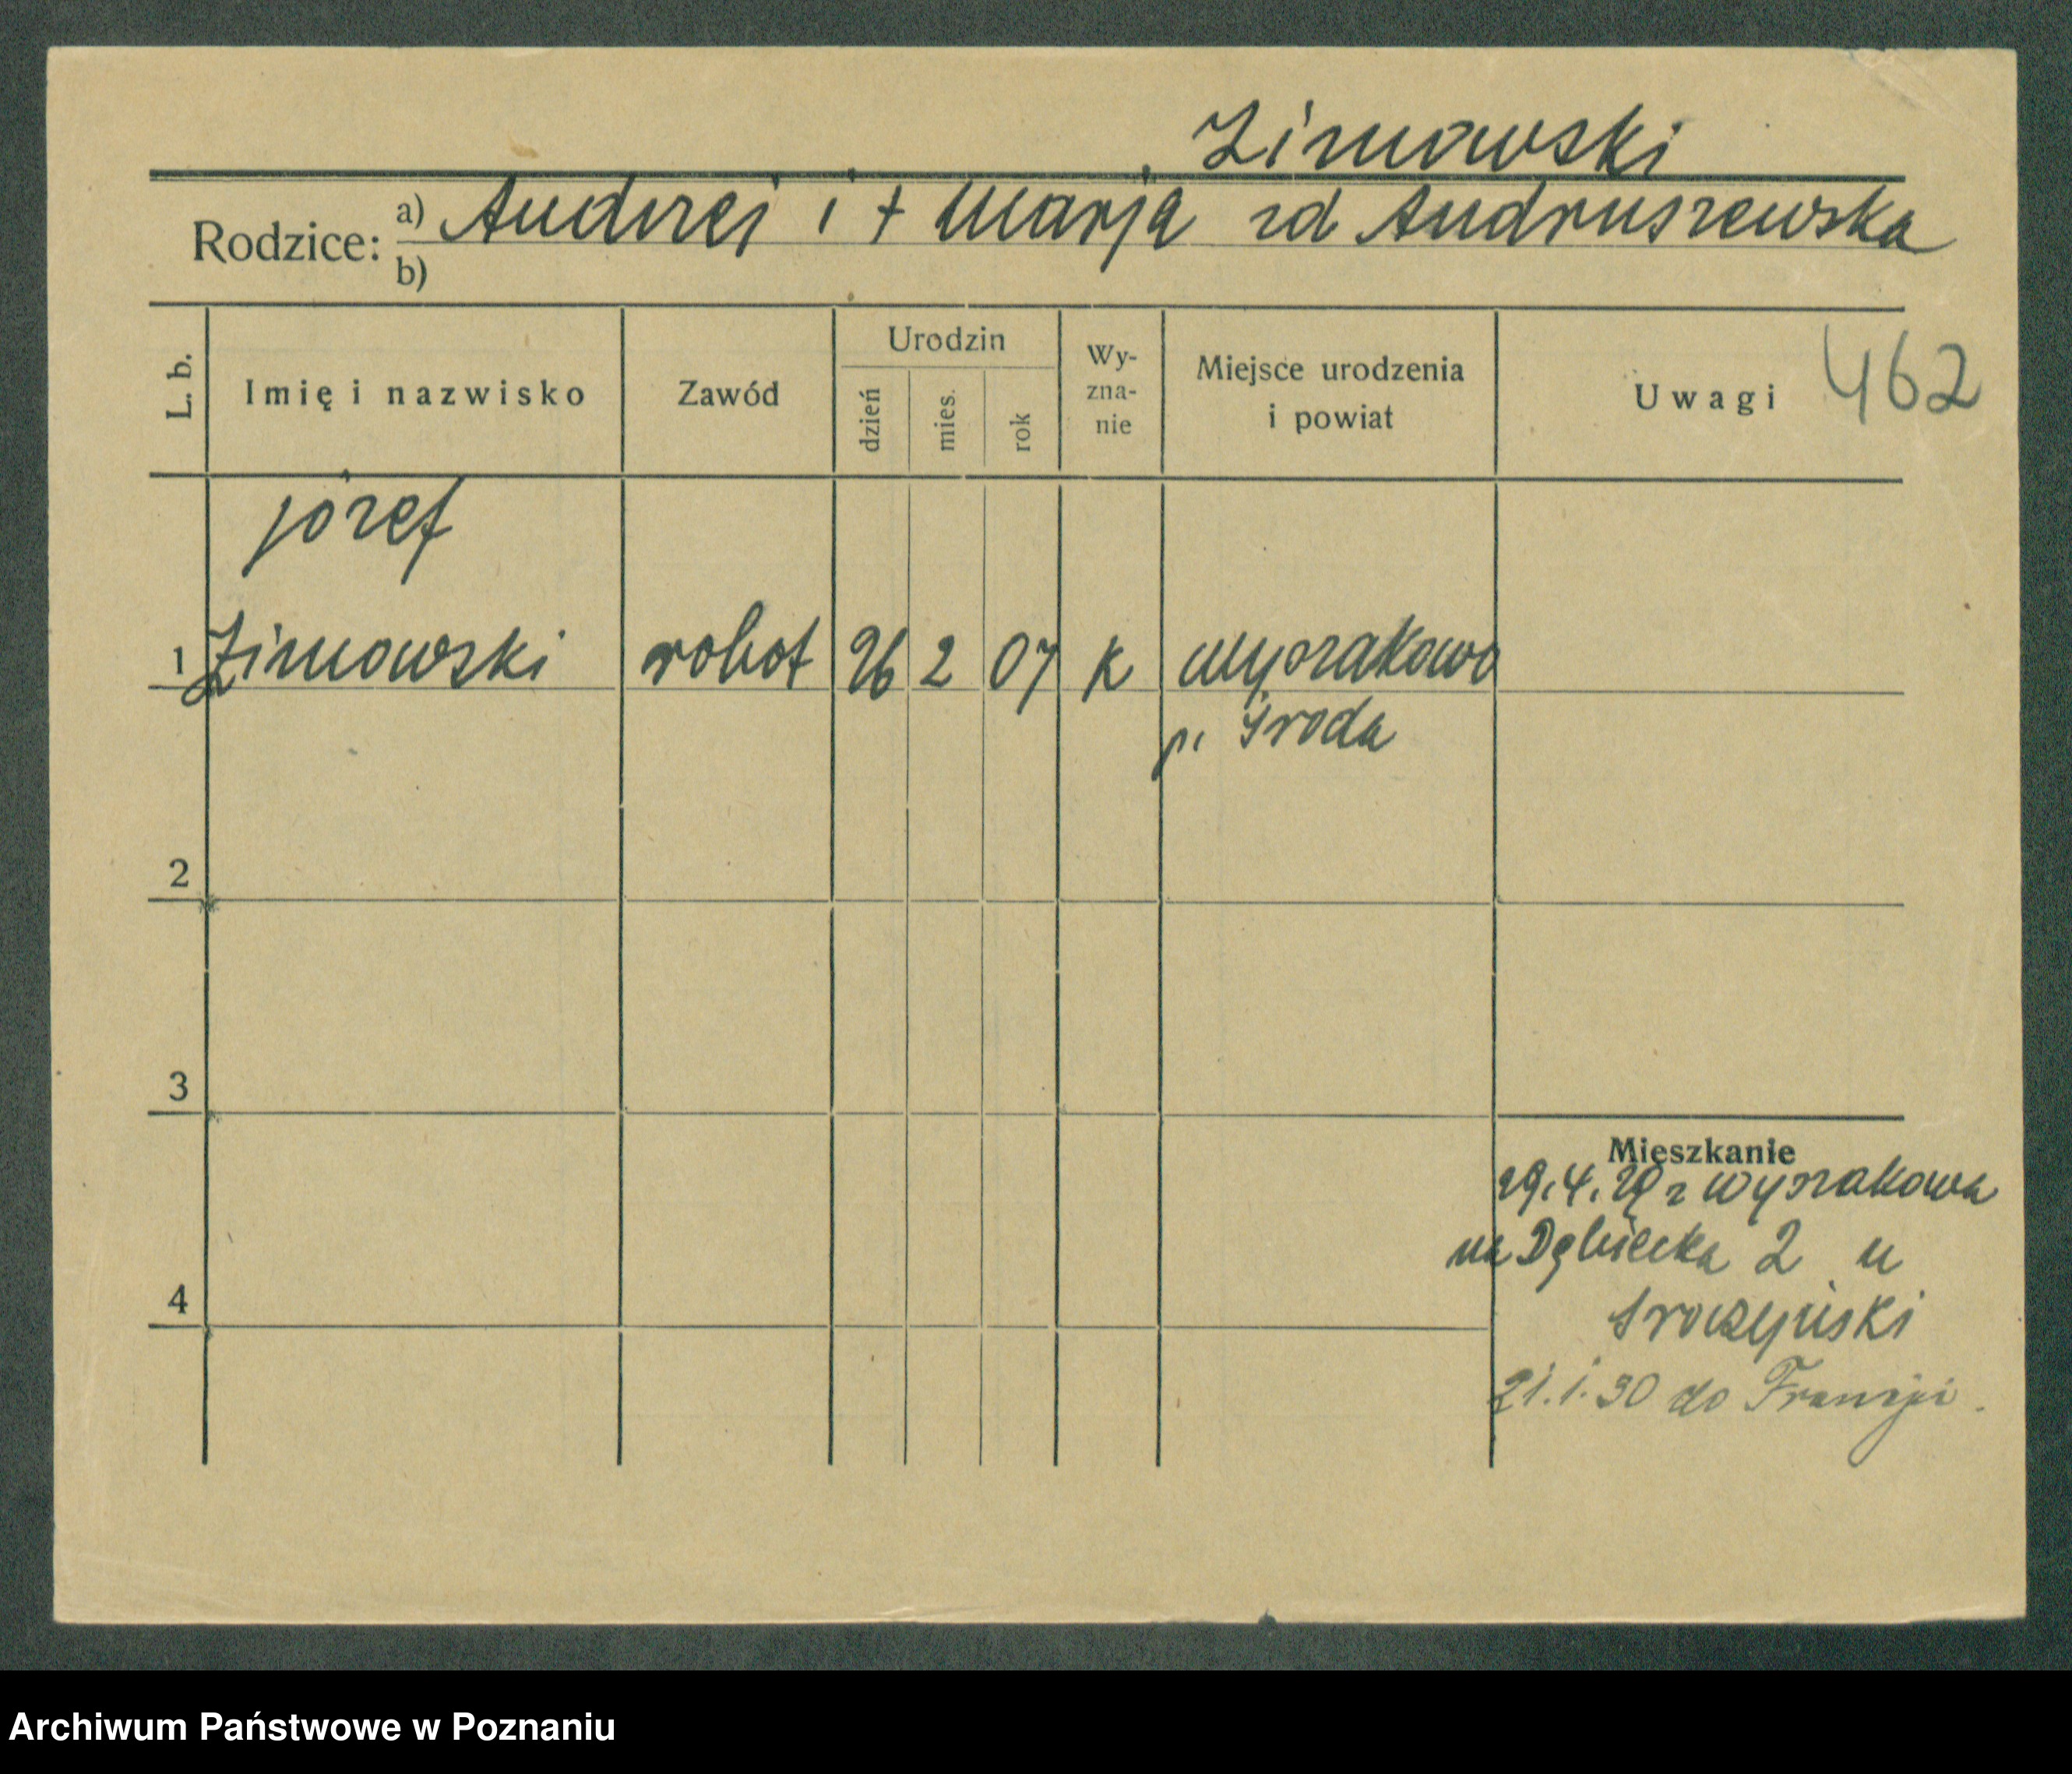 Zimowski
Rodzice: a) Andrzej i + Marja zd Andruszewska
b)
L. b.
Imię i nazwisko
Zawód
Urodzin
dzień
mies.
rok
Wy-
zna-
nie
Miejsce urodzenia
i powiat
Uwagi
462
józef
1 Zimowski robot 26 2 07 K Wyszakowo
p. Środa
2
3
Mieszkanie
29.4.29 z Wyszakowa
na Dębiecka 2 u
4
Sroczyński
21.1.30 do Francji.
Archiwum Państwowe w Poznaniu